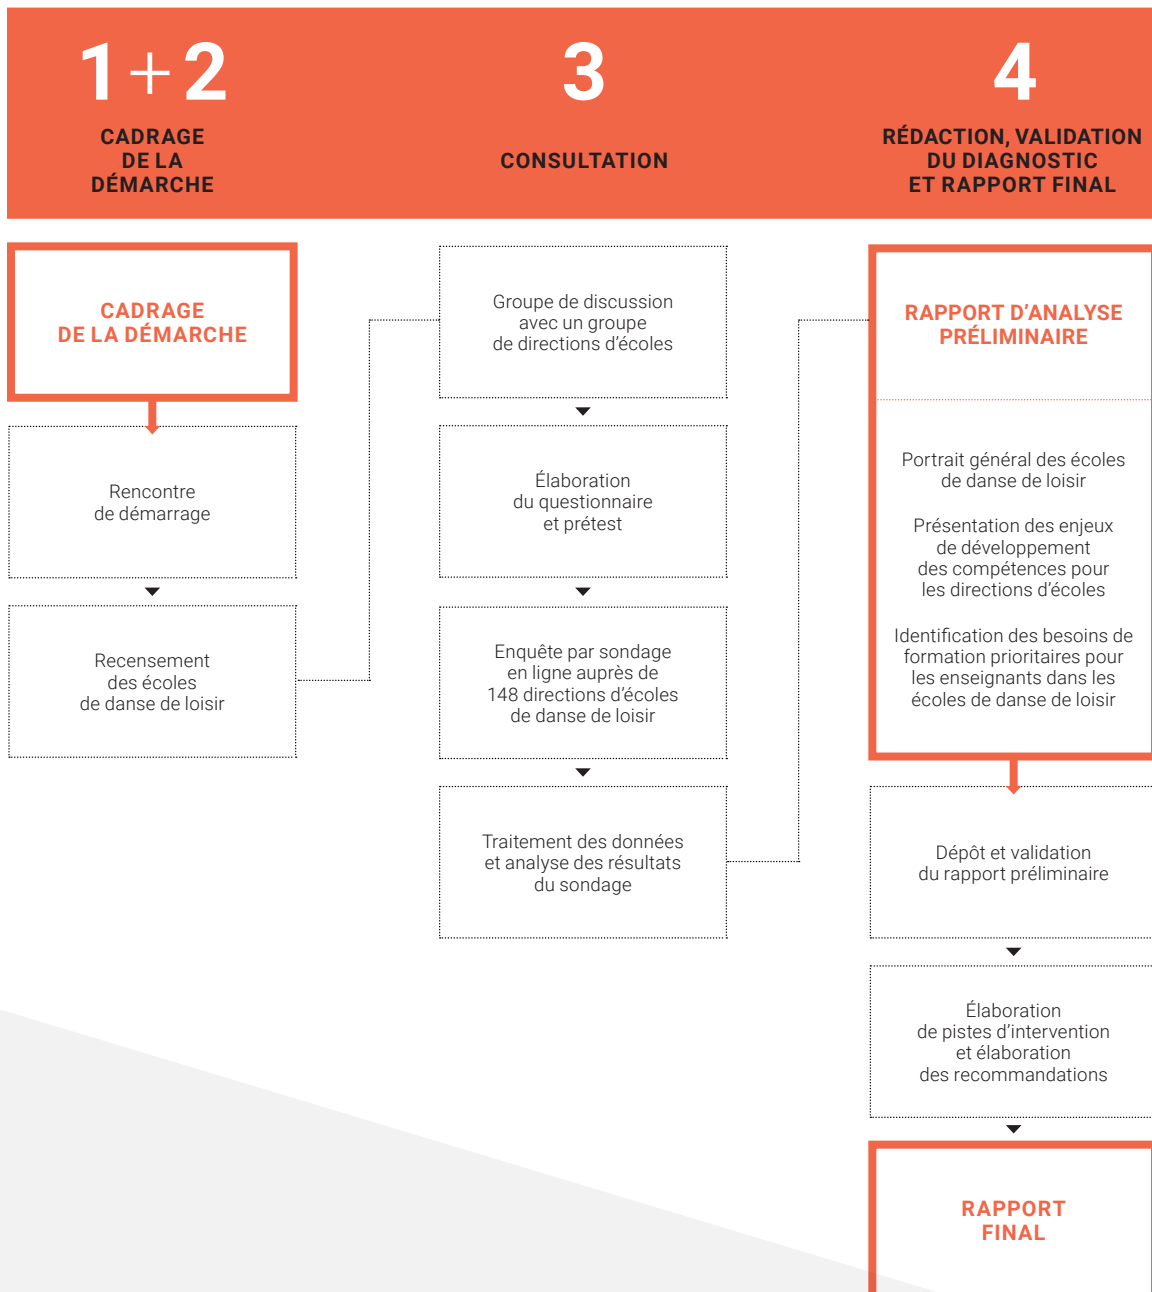 1+2
CADRAGE
DE LA
DÉMARCHE
3
CONSULTATION
4
RÉDACTION, VALIDATION
DU DIAGNOSTIC
ET RAPPORT FINAL
CADRAGE
DE LA DÉMARCHE
Rencontre
de démarrage
Recensement
des écoles
de danse de loisir
Groupe de discussion
avec un groupe
de directions d’écoles
Élaboration
du questionnaire
et prétest
Enquête par sondage
en ligne auprès de
148 directions d’écoles
de danse de loisir
Traitement des données
et analyse des résultats
du sondage
RAPPORT D’ANALYSE
PRÉLIMINAIRE
Portrait général des écoles
de danse de loisir
Présentation des enjeux
de développement
des compétences pour
les directions d’écoles
Identification des besoins de
formation prioritaires pour
les enseignants dans les
écoles de danse de loisir
Dépôt et validation
du rapport préliminaire
Élaboration
de pistes d’intervention
et élaboration
des recommandations
RAPPORT
FINAL